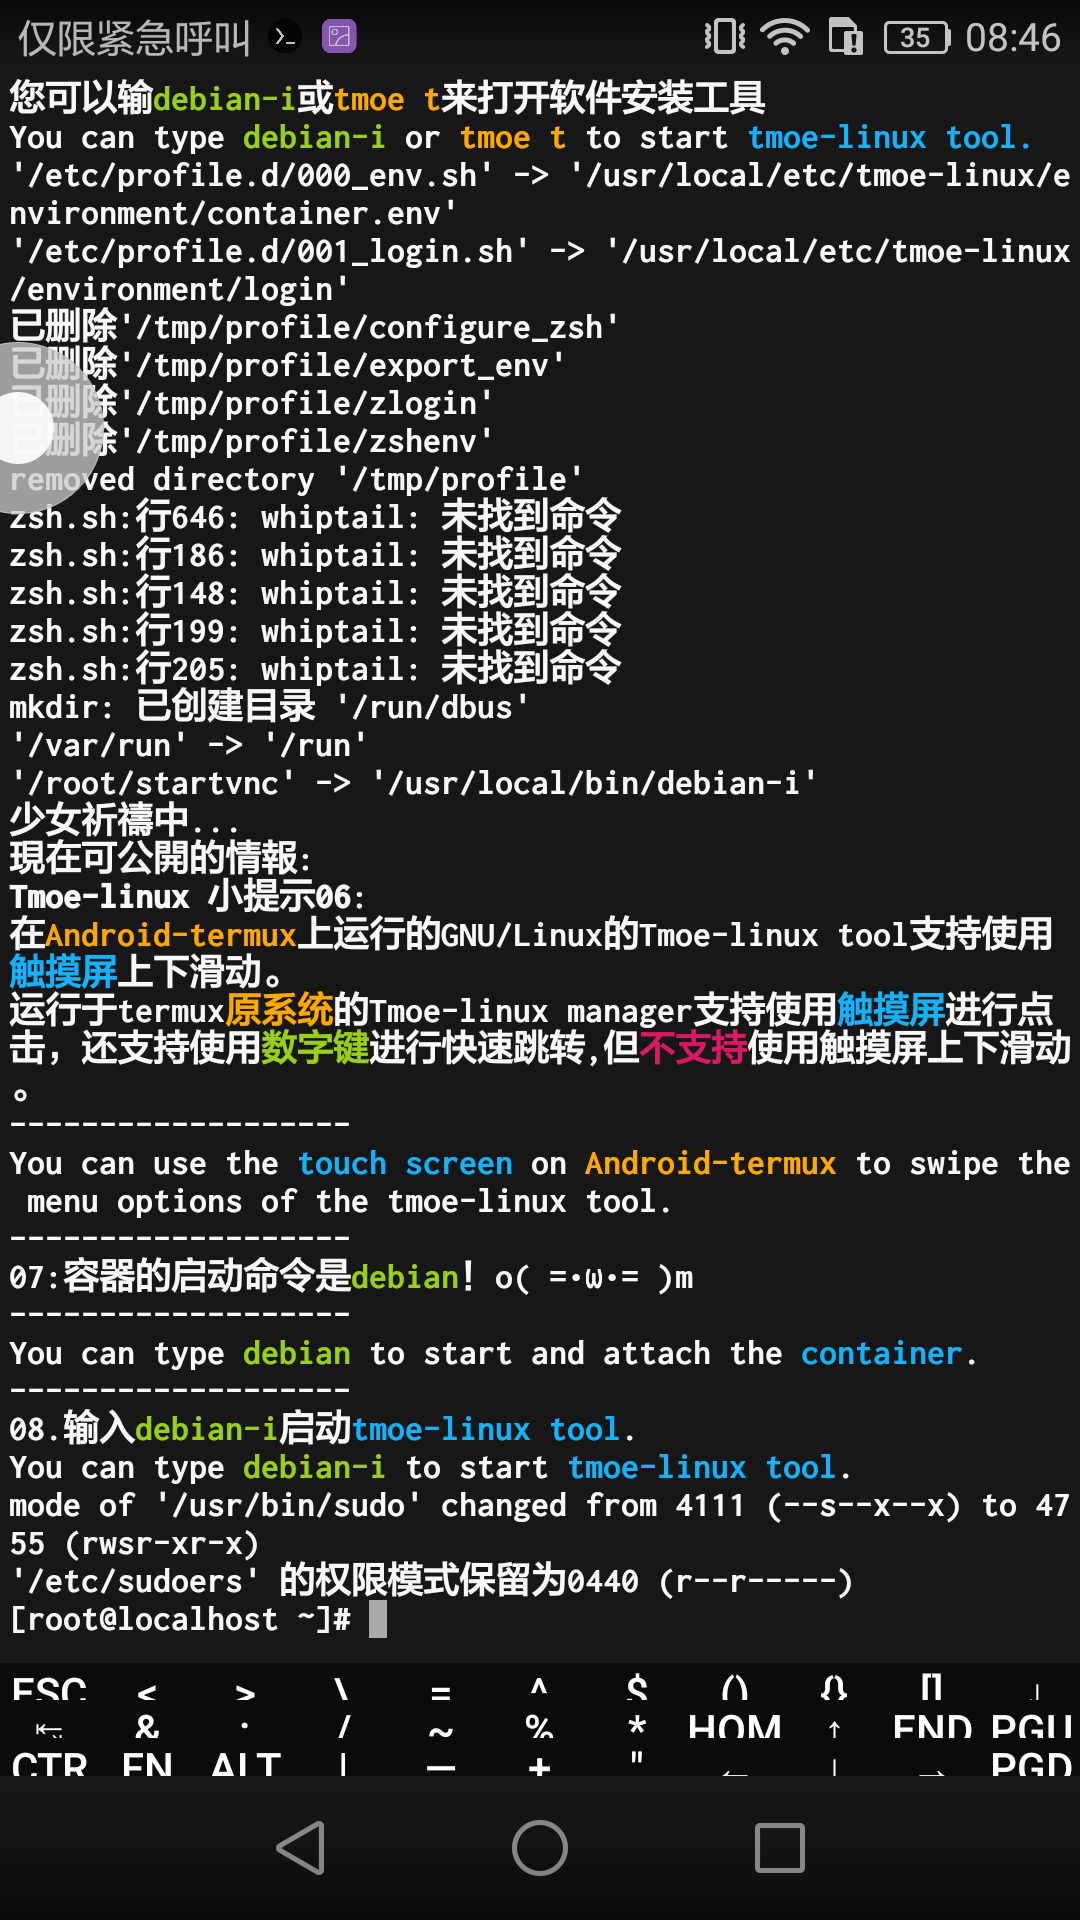 仅限紧急呼叫 35 08:46
您可以输debian-i或tmoe t来打开软件安装工具
You can type debian-i or tmoe t to start tmoe-linux tool.
'/etc/profile.d/000_env.sh' -> '/usr/local/etc/tmoe-linux/e
nvironment/container.env'
'/etc/profile.d/001_login.sh' -> '/usr/local/etc/tmoe-linux
/environment/login'
已删除'/tmp/profile/configure_zsh'
已删除'/tmp/profile/export_env'
已删除'/tmp/profile/zlogin'
已删除'/tmp/profile/zshenv'
removed directory '/tmp/profile'
zsh.sh:行646: whiptail: 未找到命令
zsh.sh:行186: whiptail: 未找到命令
zsh.sh:行148: whiptail: 未找到命令
zsh.sh:行199: whiptail: 未找到命令
zsh.sh:行205: whiptail: 未找到命令
mkdir: 已创建目录 '/run/dbus'
'/var/run' -> '/run'
'/root/startvnc' -> '/usr/local/bin/debian-i'
少女祈禱中...
現在可公開的情報:
Tmoe-linux 小提示06:
在Android-termux上运行的GNU/Linux的Tmoe-linux tool支持使用
触摸屏上下滑动。
运行于termux原系统的Tmoe-linux manager支持使用触摸屏进行点
击，还支持使用数字键进行快速跳转,但不支持使用触摸屏上下滑动
。
-------------------
You can use the touch screen on Android-termux to swipe the
 menu options of the tmoe-linux tool.
-------------------
07:容器的启动命令是debian！o( =•ω•= )m
-------------------
You can type debian to start and attach the container.
-------------------
08.输入debian-i启动tmoe-linux tool.
You can type debian-i to start tmoe-linux tool.
mode of '/usr/bin/sudo' changed from 4111 (--s--x--x) to 47
55 (rwsr-xr-x)
'/etc/sudoers' 的权限模式保留为0440 (r--r-----)
[root@localhost ~]#
ESC < > \ = ^ $ () {} [] ↲
⇤ & · / ~ % * HOM ↑ END PGU
CTR FN ALT | — + " ← ↓ → PGD